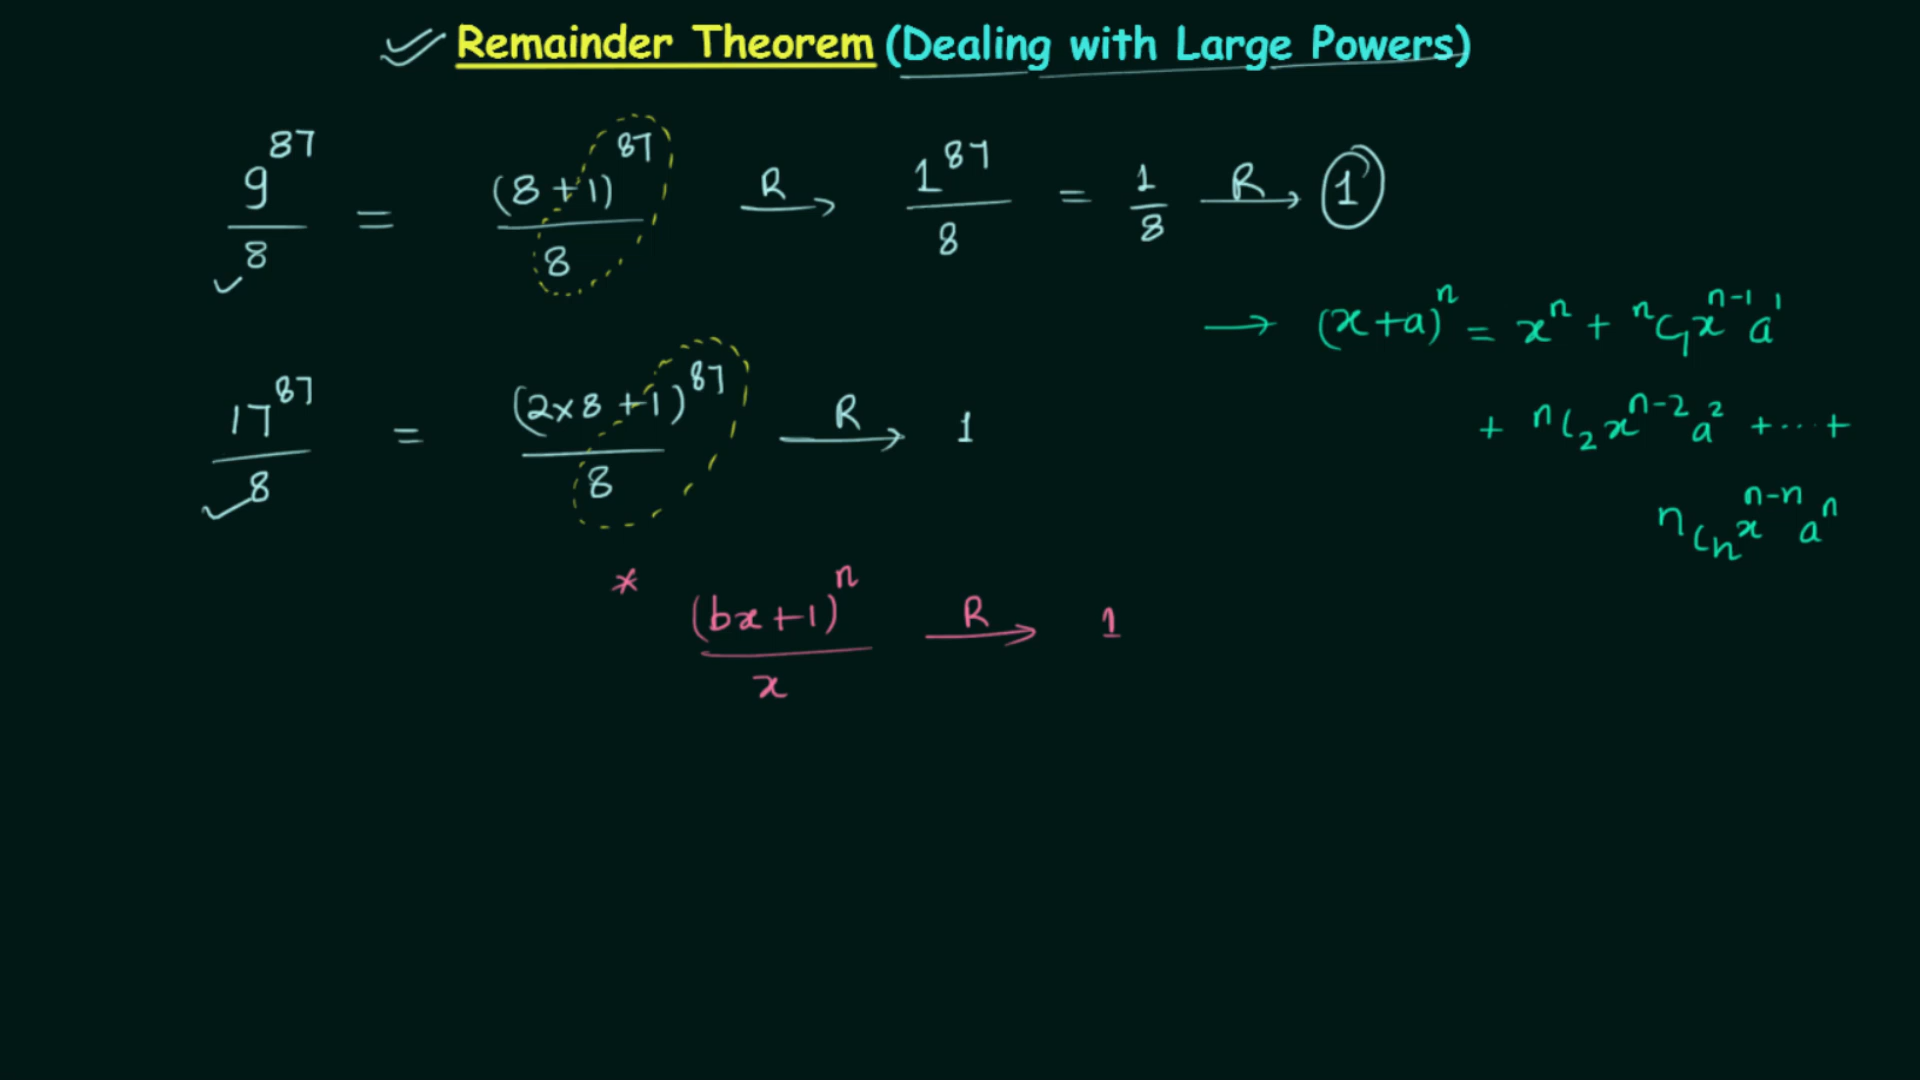 Remainder Theorem (Dealing with Large Powers)
9^87/8 = (8+1)^87/8 —R→ 1^87/8 = 1/8 —R→ 1
→ (x+a)^n = x^n + nC1 x^(n-1) a^1
+ nC2 x^(n-2) a^2 + ... +
nCn x^(n-n) a^n
17^87/8 = (2×8+1)^87/8 —R→ 1
* (bx+1)^n/x —R→ 1